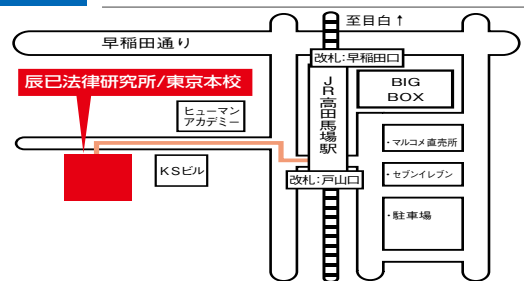 至目白↑
早稲田通り
改札:早稲田口
辰已法律研究所/東京本校
JR高田馬場駅
BIG
BOX
ヒューマン
アカデミー
・マルコメ直売所
KSビル
・セブンイレブン
改札:戸山口
・駐車場